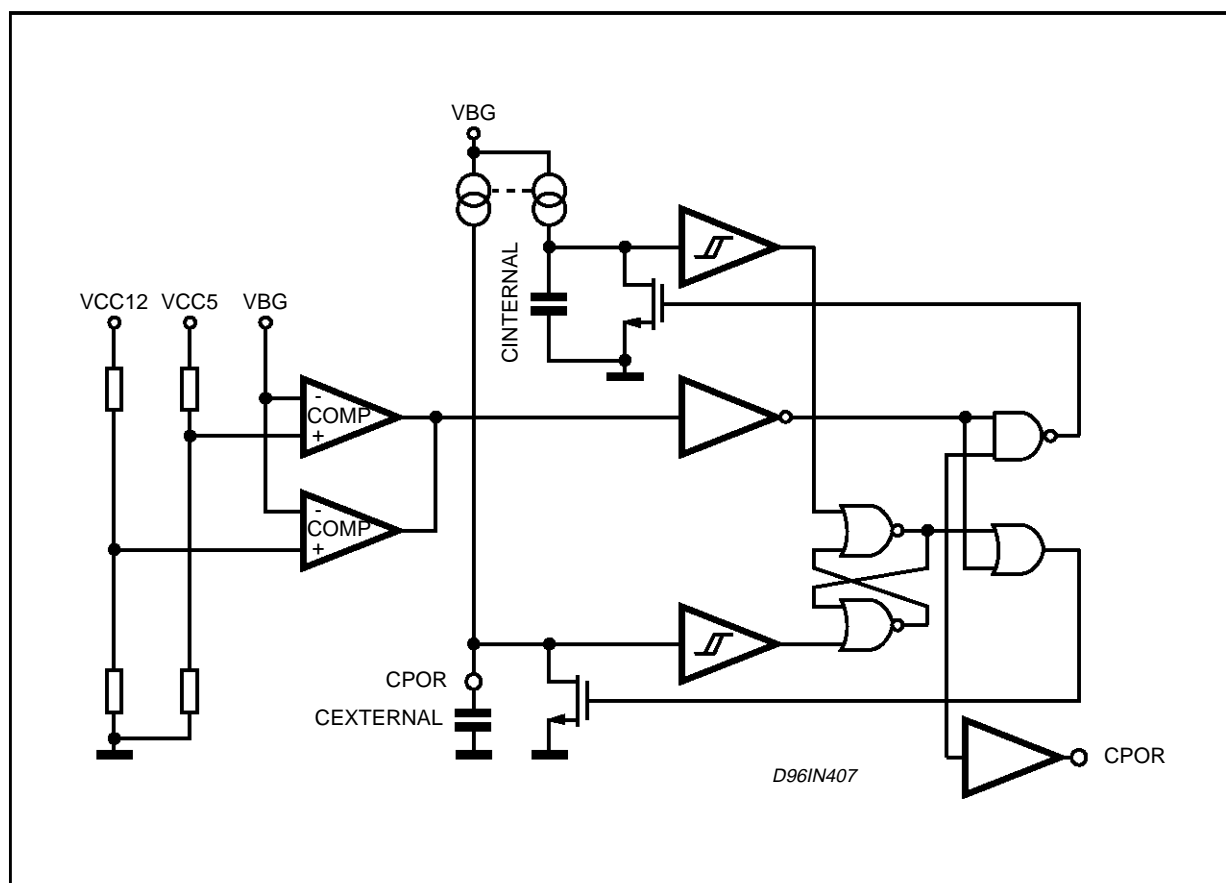 VBG
VCC12 VCC5 VBG
CINTERNAL
-
COMP
+
-
COMP
+
CPOR
CEXTERNAL
CPOR
D96IN407